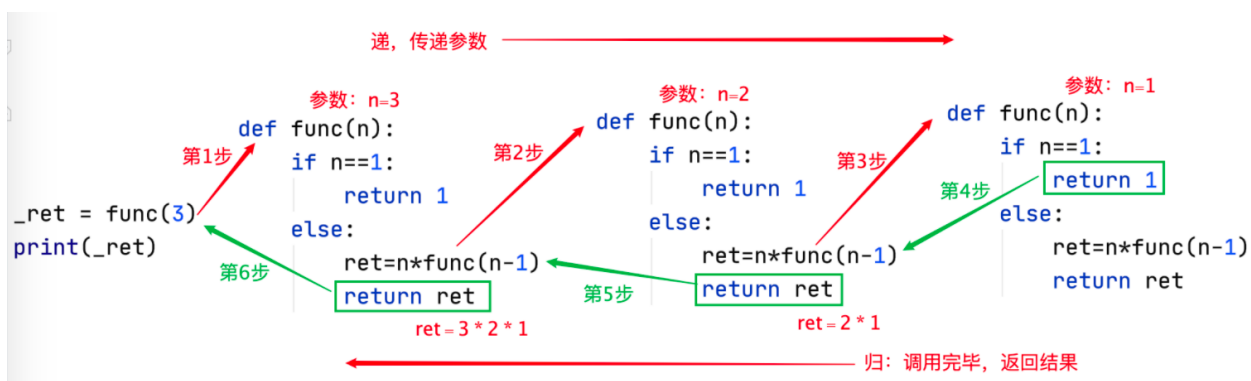 递，传递参数
_ret = func(3)
print(_ret)
第1步
参数：n=3
def func(n):
if n==1:
return 1
else:
ret=n*func(n-1)
return ret
ret = 3 * 2 * 1
第2步
参数：n=2
def func(n):
if n==1:
return 1
else:
ret=n*func(n-1)
return ret
ret = 2 * 1
第3步
参数：n=1
def func(n):
if n==1:
return 1
else:
ret=n*func(n-1)
return ret
第4步
第5步
第6步
归：调用完毕，返回结果